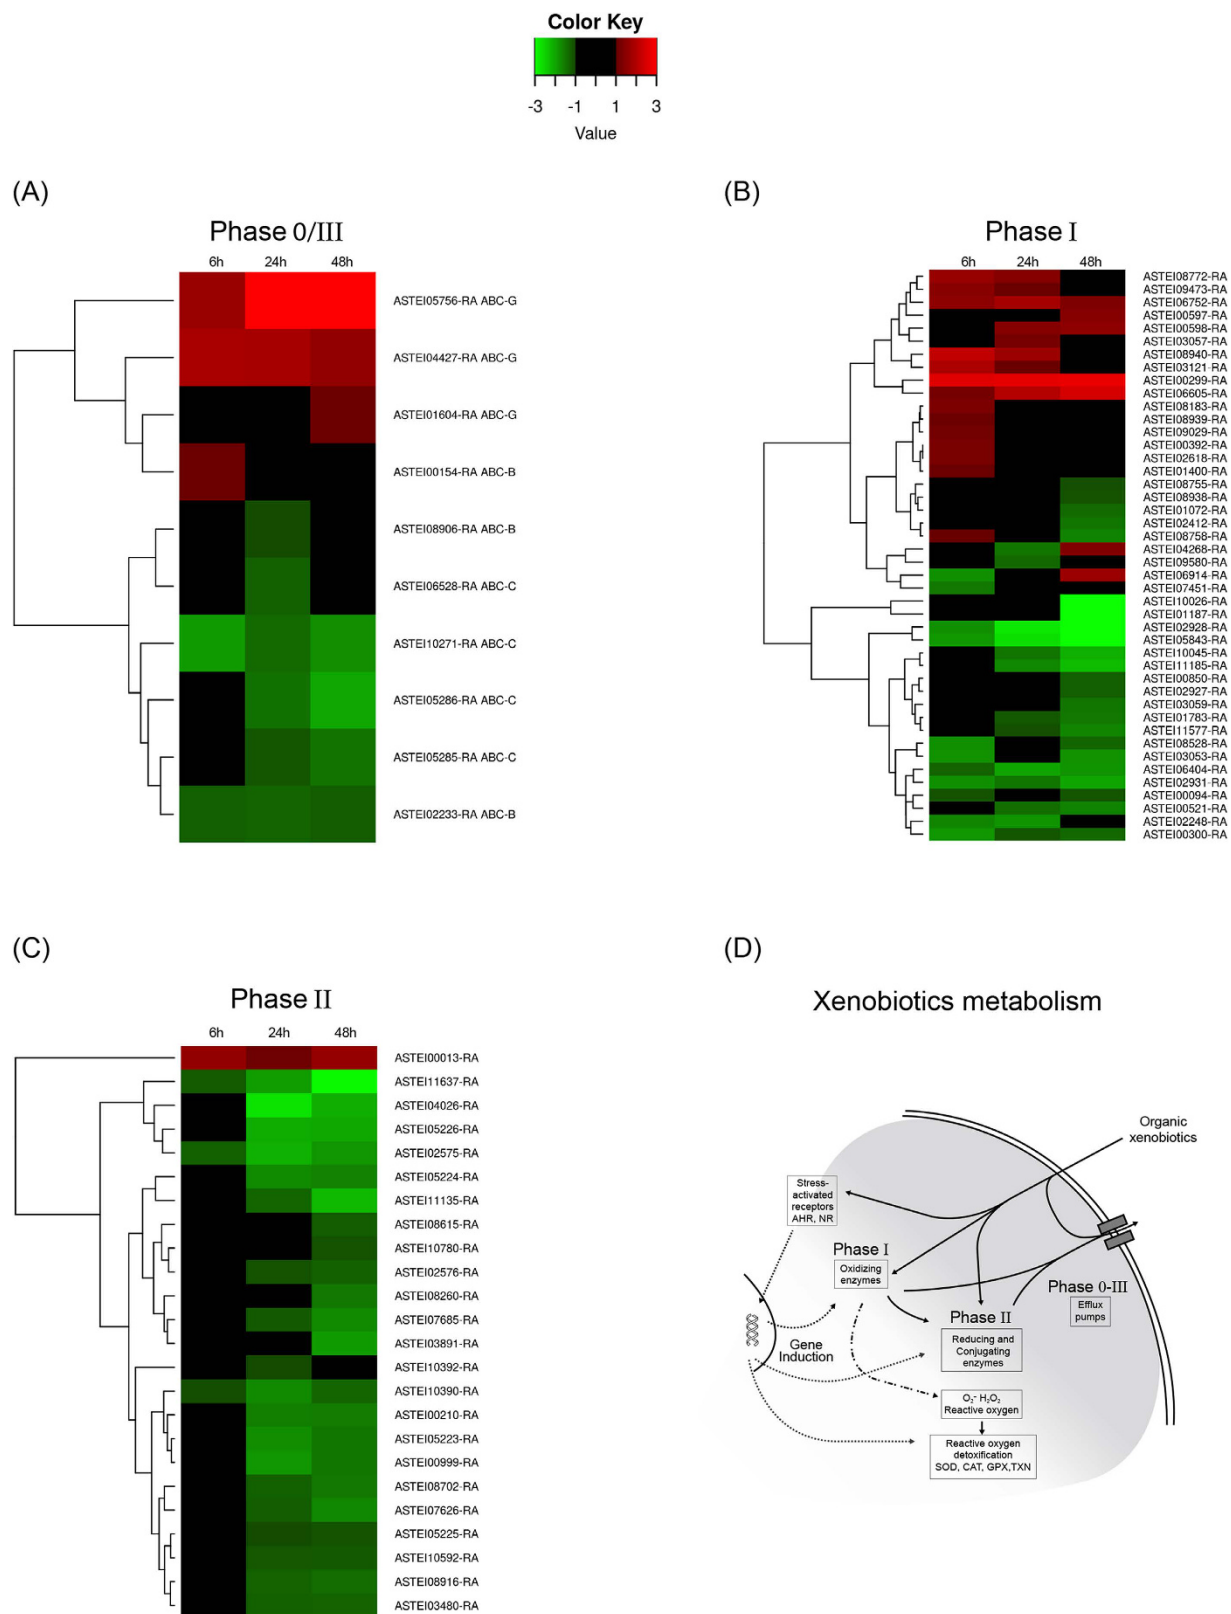 Color Key
-3 -1 1 3
Value
(A)
Phase 0/III
6h 24h 48h
ASTEI05756-RA ABC-G
ASTEI04427-RA ABC-G
ASTEI01604-RA ABC-G
ASTEI00154-RA ABC-B
ASTEI08906-RA ABC-B
ASTEI06528-RA ABC-C
ASTEI10271-RA ABC-C
ASTEI05286-RA ABC-C
ASTEI05285-RA ABC-C
ASTEI02233-RA ABC-B
(B)
Phase I
6h 24h 48h
ASTEI08772-RA
ASTEI09473-RA
ASTEI06752-RA
ASTEI00597-RA
ASTEI00598-RA
ASTEI03057-RA
ASTEI08940-RA
ASTEI03121-RA
ASTEI00299-RA
ASTEI06605-RA
ASTEI08183-RA
ASTEI08939-RA
ASTEI09029-RA
ASTEI00392-RA
ASTEI02618-RA
ASTEI01400-RA
ASTEI08755-RA
ASTEI08938-RA
ASTEI01072-RA
ASTEI02412-RA
ASTEI08758-RA
ASTEI04268-RA
ASTEI09580-RA
ASTEI06914-RA
ASTEI07451-RA
ASTEI10026-RA
ASTEI01187-RA
ASTEI02928-RA
ASTEI05843-RA
ASTEI10045-RA
ASTEI11185-RA
ASTEI00850-RA
ASTEI02927-RA
ASTEI03059-RA
ASTEI01783-RA
ASTEI11577-RA
ASTEI08528-RA
ASTEI03053-RA
ASTEI06404-RA
ASTEI02931-RA
ASTEI00094-RA
ASTEI00521-RA
ASTEI02248-RA
ASTEI00300-RA
(C)
Phase II
6h 24h 48h
ASTEI00013-RA
ASTEI11637-RA
ASTEI04026-RA
ASTEI05226-RA
ASTEI02575-RA
ASTEI05224-RA
ASTEI11135-RA
ASTEI08615-RA
ASTEI10780-RA
ASTEI02576-RA
ASTEI08260-RA
ASTEI07685-RA
ASTEI03891-RA
ASTEI10392-RA
ASTEI10390-RA
ASTEI00210-RA
ASTEI05223-RA
ASTEI00999-RA
ASTEI08702-RA
ASTEI07626-RA
ASTEI05225-RA
ASTEI10592-RA
ASTEI08916-RA
ASTEI03480-RA
(D)
Xenobiotics metabolism
Organic
xenobiotics
Stress-
activated
receptors
AHR, NR
Phase I
Oxidizing
enzymes
Phase 0-III
Efflux
pumps
Phase II
Reducing and
Conjugating
enzymes
Gene
Induction
O₂⁻ H₂O₂
Reactive oxygen
Reactive oxygen
detoxification
SOD, CAT, GPX,TXN